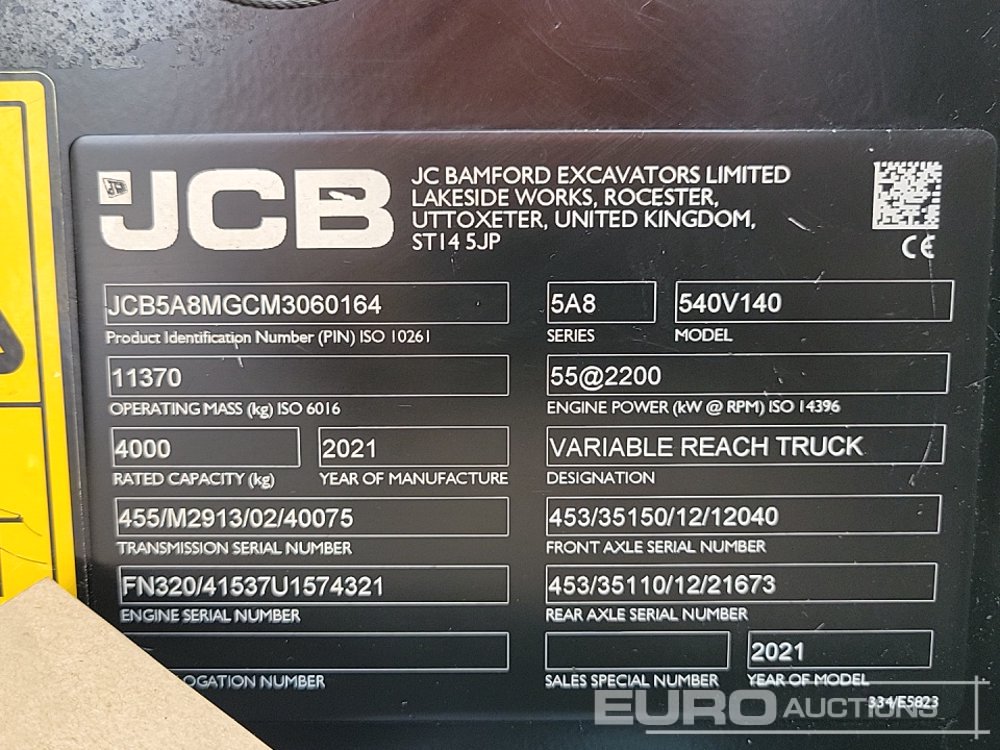 JCB
JC BAMFORD EXCAVATORS LIMITED
LAKESIDE WORKS, ROCESTER,
UTTOXETER, UNITED KINGDOM,
ST14 5JP
CE
JCB5A8MGCM3060164
Product Identification Number (PIN) ISO 10261
5A8
SERIES
540V140
MODEL
11370
OPERATING MASS (kg) ISO 6016
55@2200
ENGINE POWER (kW @ RPM) ISO 14396
4000
RATED CAPACITY (kg)
2021
YEAR OF MANUFACTURE
VARIABLE REACH TRUCK
DESIGNATION
455/M2913/02/40075
TRANSMISSION SERIAL NUMBER
453/35150/12/12040
FRONT AXLE SERIAL NUMBER
FN320/41537U1574321
ENGINE SERIAL NUMBER
453/35110/12/21673
REAR AXLE SERIAL NUMBER
NUMBER
SALES SPECIAL NUMBER
2021
YEAR OF MODEL
334/E5823
EURO AUCTIONS